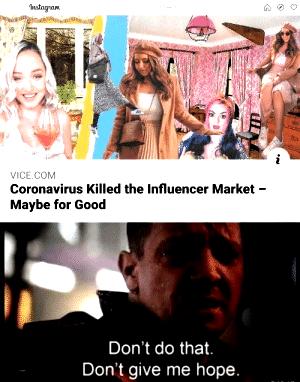 Instagram
i
VICE.COM
Coronavirus Killed the Influencer Market –
Maybe for Good
Don't do that.
Don't give me hope.